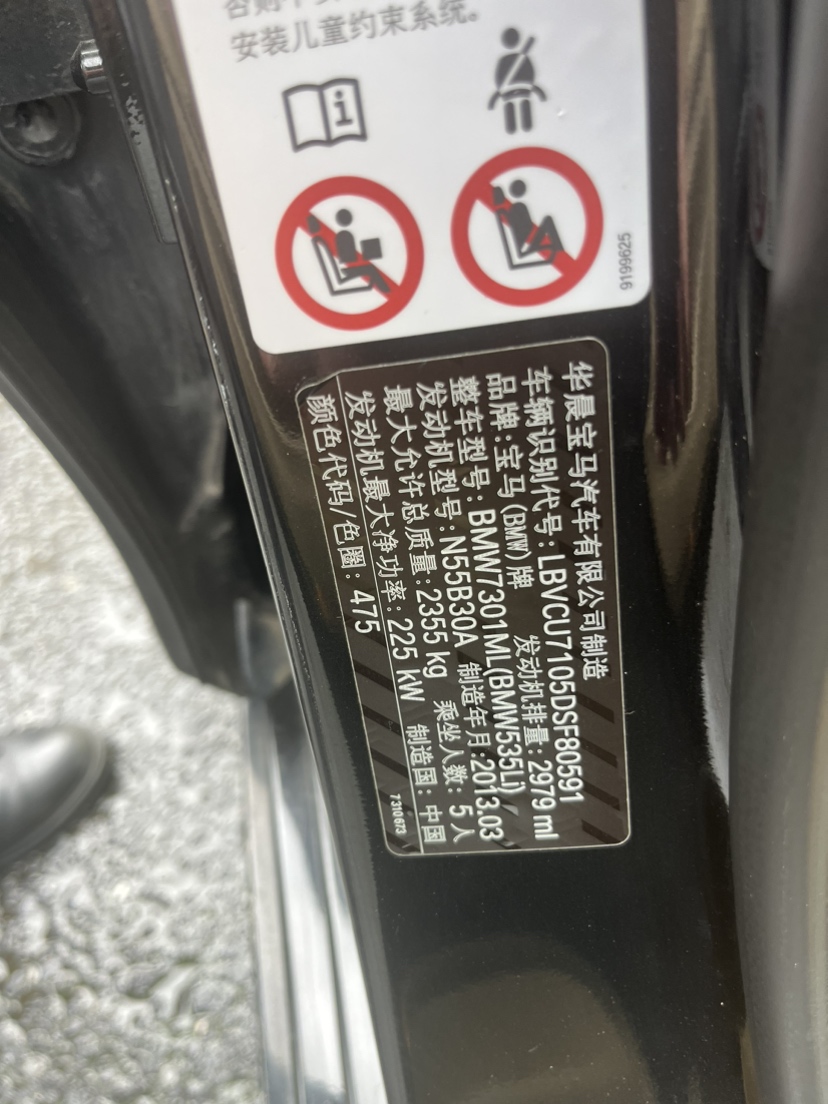 安装儿童约束系统。
9199625
华晨宝马汽车有限公司制造
车辆识别代号: LBVCU7105DSF80591
品牌: 宝马(BMW)牌 发动机排量: 2979 ml
整车型号: BMW7301ML(BMW535Li)
发动机型号: N55B30A 制造年月: 2013.03
最大允许总质量: 2355 kg 乘坐人数: 5人
发动机最大净功率: 225 kW 制造国: 中国
颜色代码/色圈: 475
7310673